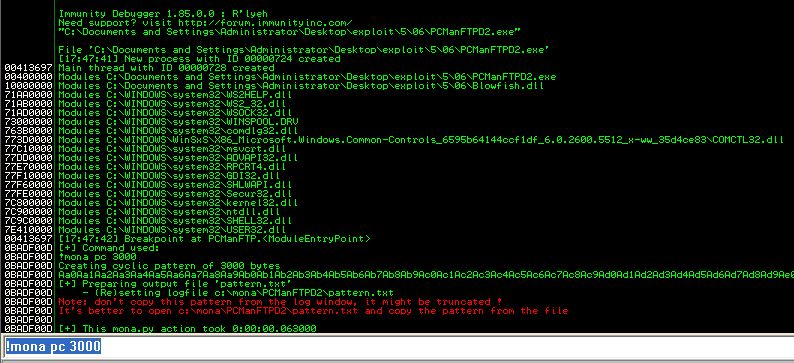 Immunity Debugger 1.85.0.0 : R'lyeh
Need support? visit http://forum.immunityinc.com/
"C:\Documents and Settings\Administrator\Desktop\exploit\5\06\PCManFTPD2.exe"
File 'C:\Documents and Settings\Administrator\Desktop\exploit\5\06\PCManFTPD2.exe'
[17:47:41] New process with ID 00000724 created
00413697 Main thread with ID 00000728 created
00400000 Modules C:\Documents and Settings\Administrator\Desktop\exploit\5\06\PCManFTPD2.exe
10000000 Modules C:\Documents and Settings\Administrator\Desktop\exploit\5\06\Blowfish.dll
71AA0000 Modules C:\WINDOWS\system32\WS2HELP.dll
71AB0000 Modules C:\WINDOWS\system32\WS2_32.dll
71AD0000 Modules C:\WINDOWS\system32\WSOCK32.dll
73000000 Modules C:\WINDOWS\system32\WINSPOOL.DRV
763B0000 Modules C:\WINDOWS\system32\comdlg32.dll
773D0000 Modules C:\WINDOWS\WinSxS\X86_Microsoft.Windows.Common-Controls_6595b64144ccf1df_6.0.2600.5512_x-ww_35d4ce83\COMCTL32.dll
77C10000 Modules C:\WINDOWS\system32\msvcrt.dll
77DD0000 Modules C:\WINDOWS\system32\ADVAPI32.dll
77E70000 Modules C:\WINDOWS\system32\RPCRT4.dll
77F10000 Modules C:\WINDOWS\system32\GDI32.dll
77F60000 Modules C:\WINDOWS\system32\SHLWAPI.dll
77FE0000 Modules C:\WINDOWS\system32\Secur32.dll
7C800000 Modules C:\WINDOWS\system32\kernel32.dll
7C900000 Modules C:\WINDOWS\system32\ntdll.dll
7C9C0000 Modules C:\WINDOWS\system32\SHELL32.dll
7E410000 Modules C:\WINDOWS\system32\USER32.dll
00413697 [17:47:42] Breakpoint at PCManFTP.<ModuleEntryPoint>
0BADF00D [+] Command used:
0BADF00D !mona pc 3000
0BADF00D Creating cyclic pattern of 3000 bytes
0BADF00D Aa0Aa1Aa2Aa3Aa4Aa5Aa6Aa7Aa8Aa9Ab0Ab1Ab2Ab3Ab4Ab5Ab6Ab7Ab8Ab9Ac0Ac1Ac2Ac3Ac4Ac5Ac6Ac7Ac8Ac9Ad0Ad1Ad2Ad3Ad4Ad5Ad6Ad7Ad8Ad9Ae0
0BADF00D [+] Preparing output file 'pattern.txt'
0BADF00D - (Re)setting logfile c:\mona\PCManFTPD2\pattern.txt
0BADF00D Note: don't copy this pattern from the log window, it might be truncated !
0BADF00D It's better to open c:\mona\PCManFTPD2\pattern.txt and copy the pattern from the file
0BADF00D
0BADF00D [+] This mona.py action took 0:00:00.063000
!mona pc 3000